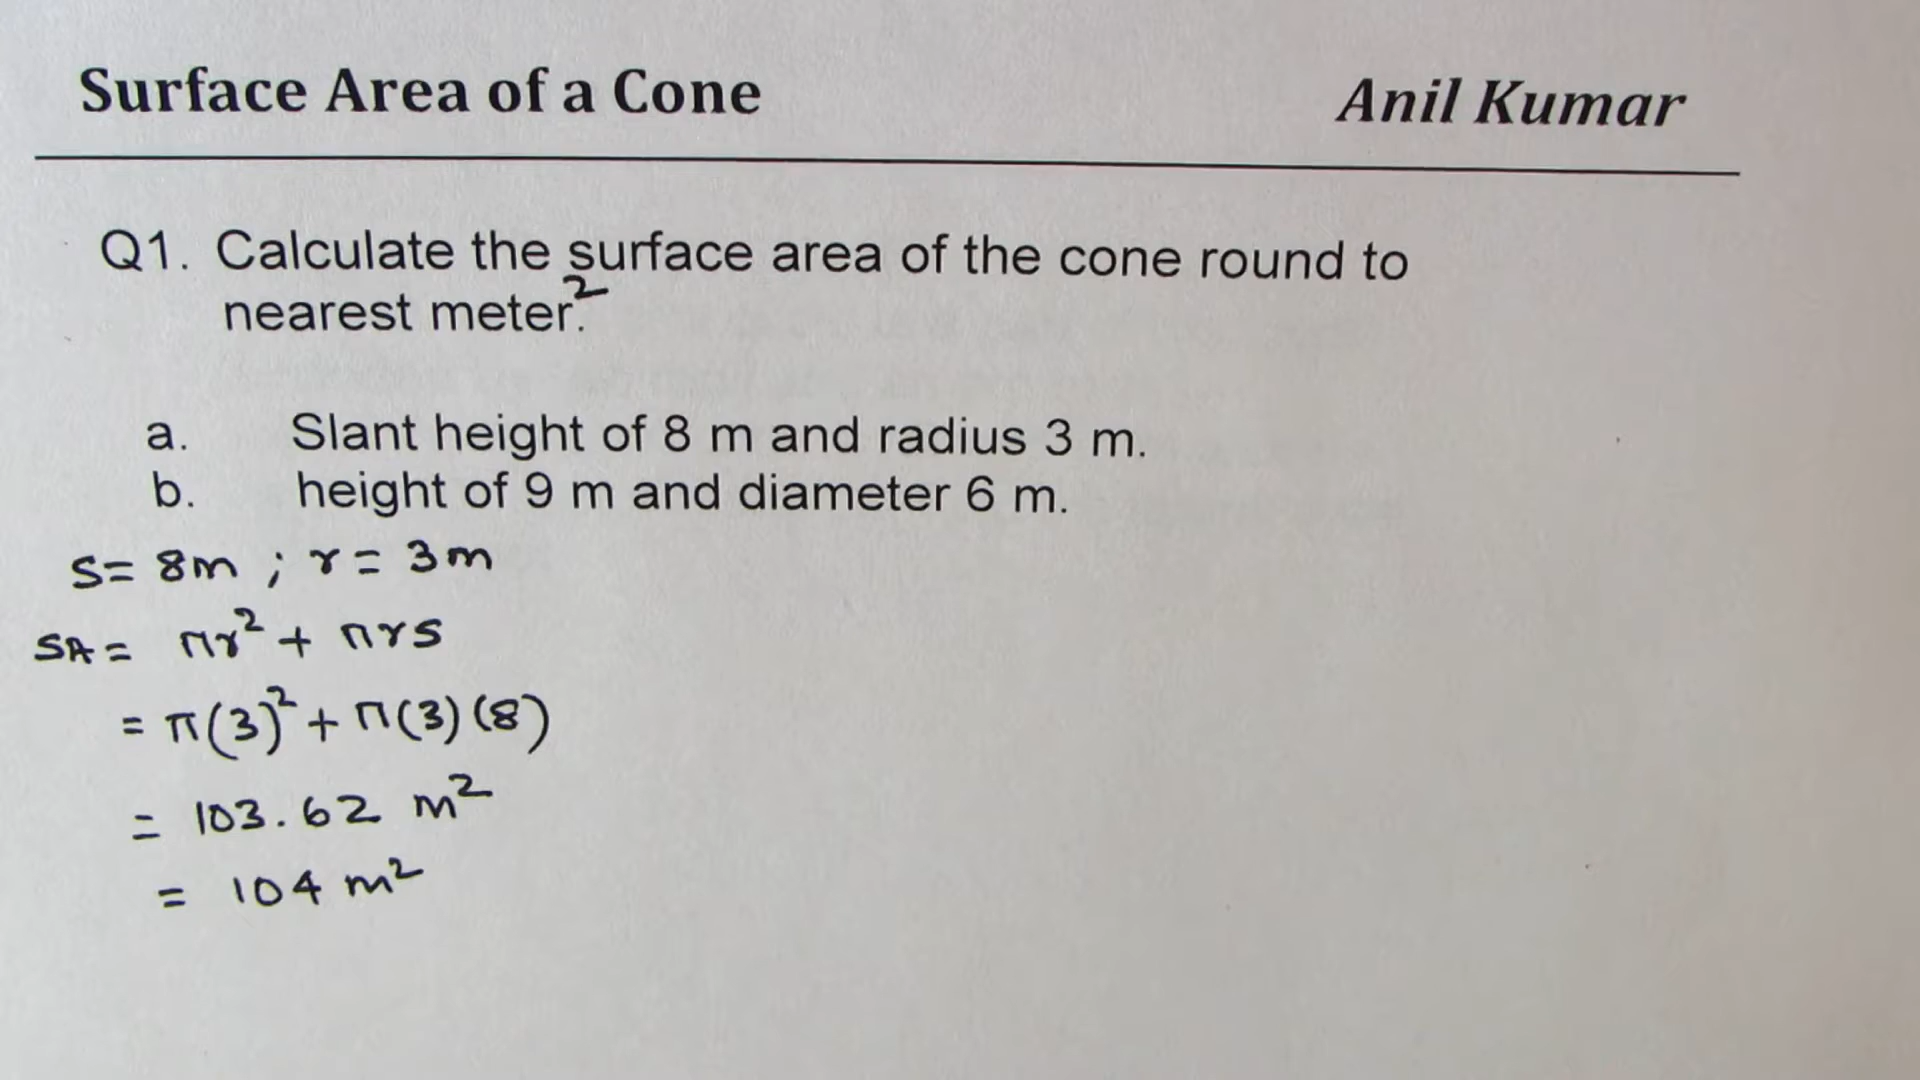 Surface Area of a Cone Anil Kumar
Q1. Calculate the surface area of the cone round to
nearest meter.²
a. Slant height of 8 m and radius 3 m.
b. height of 9 m and diameter 6 m.
S= 8m ; r = 3m
SA = πr² + πrs
= π(3)² + π(3)(8)
= 103.62 m²
= 104 m²